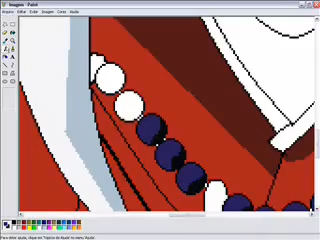 Imagem - Paint
Arquivo Editar Exibir Imagem Cores Ajuda
Para obter ajuda, clique em 'Tópicos da Ajuda' no menu 'Ajuda'.